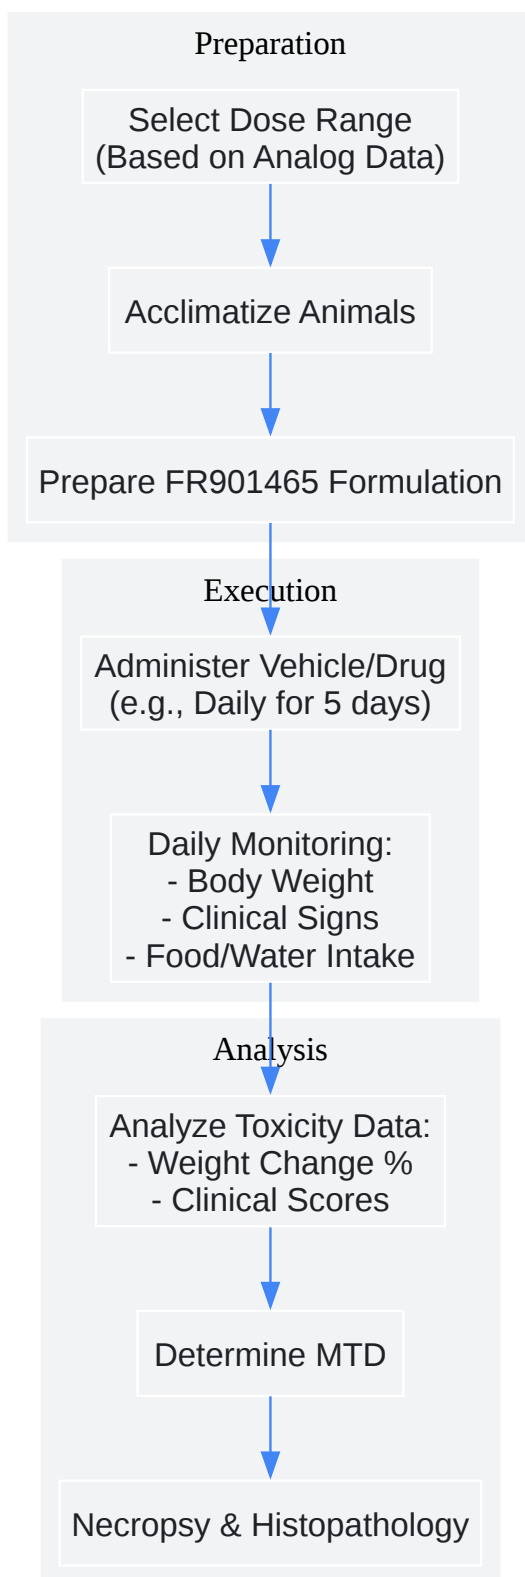 Preparation
Select Dose Range
(Based on Analog Data)
Acclimatize Animals
Prepare FR901465 Formulation
Execution
Administer Vehicle/Drug
(e.g., Daily for 5 days)
Daily Monitoring:
- Body Weight
- Clinical Signs
- Food/Water Intake
Analysis
Analyze Toxicity Data:
- Weight Change %
- Clinical Scores
Determine MTD
Necropsy & Histopathology